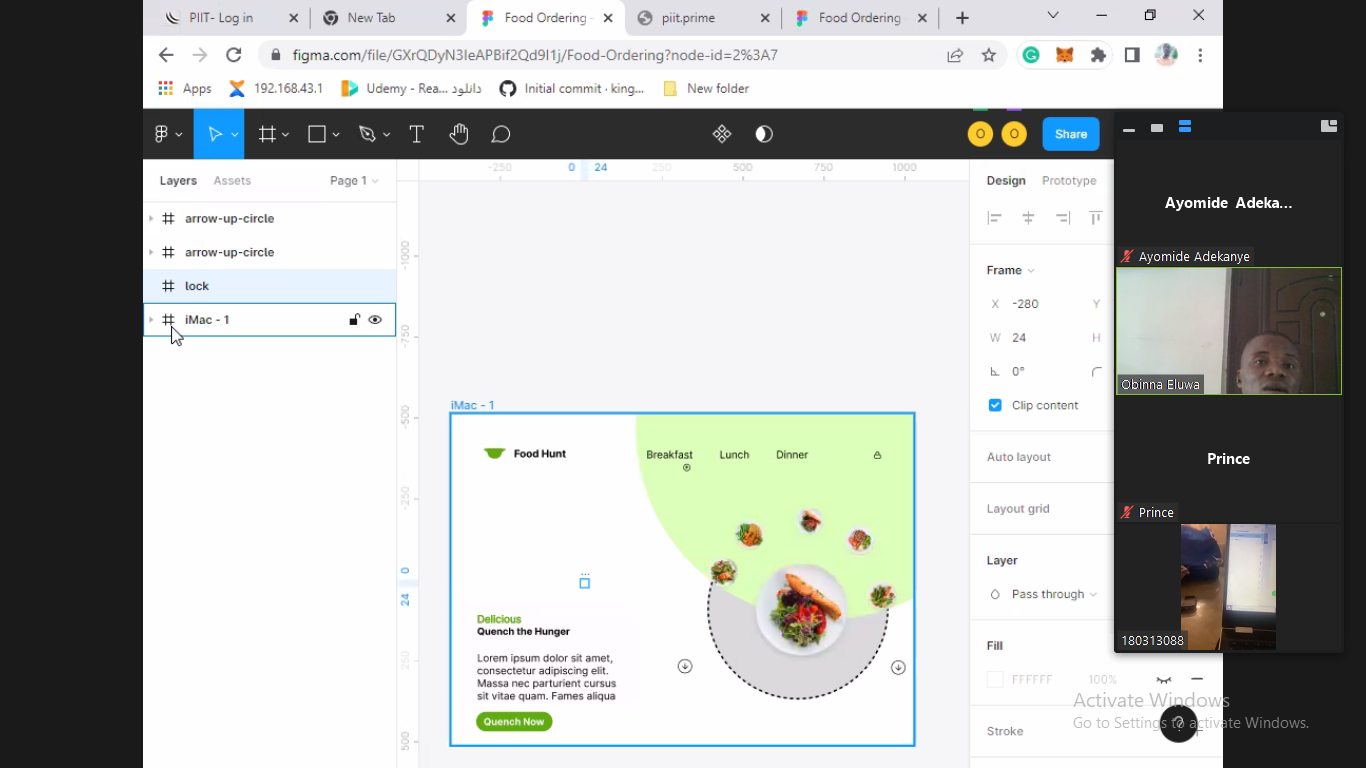 PIIT- Log in
New Tab
Food Ordering
piit.prime
Food Ordering
figma.com/file/GXrQDyN3IeAPBif2Qd9I1j/Food-Ordering?node-id=2%3A7
Apps
192.168.43.1
Udemy - Rea... دانلود
Initial commit · king...
New folder
O
O
Share
Layers
Assets
Page 1
-250
0
24
250
500
750
1000
Design
Prototype
arrow-up-circle
arrow-up-circle
lock
iMac - 1
-1000
-750
-500
-250
0
24
250
500
Frame
X
-280
Y
W
24
H
0°
Clip content
Auto layout
Layout grid
Layer
Pass through
Fill
FFFFFF
100%
Stroke
iMac - 1
Food Hunt
Breakfast
Lunch
Dinner
Delicious
Quench the Hunger
Lorem ipsum dolor sit amet,
consectetur adipiscing elit.
Massa nec parturient cursus
sit vitae quam. Fames aliqua
Quench Now
Ayomide Adeka...
Ayomide Adekanye
Obinna Eluwa
Prince
Prince
180313088
Activate Windows
Go to Settings to activate Windows.
?